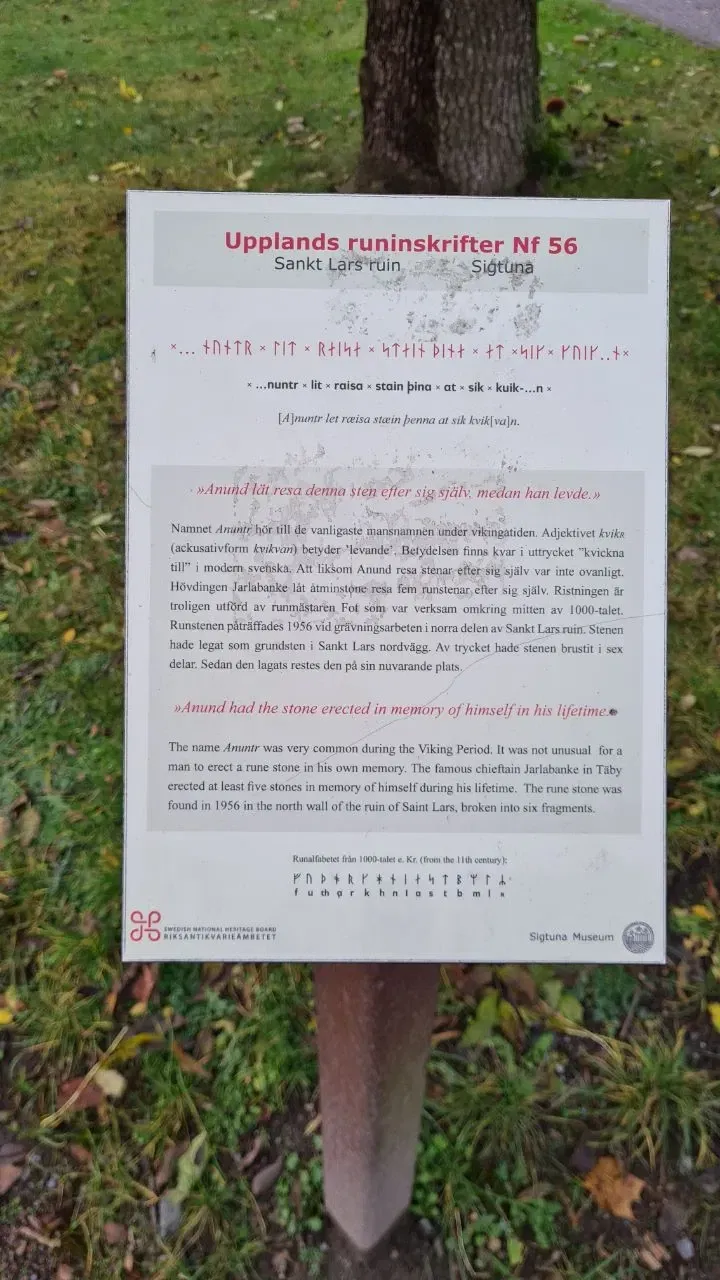 Upplands runinskrifter Nf 56
Sankt Lars ruin Sigtuna
×... ᚾᚢᚾᛏᚱ × ᛚᛁᛏ × ᚱᛅᛁᛋᛅ × ᛋᛏᛅᛁᚾ ᚦᛁᚾᛅ × ᛅᛏ ×ᛋᛁᚴ × ᚴᚢᛁᚴ..ᚾ×
× ...nuntr × lit × raisa × stain þina × at × sik × kuik-...n ×
[A]nuntr let ræisa stæin þenna at sik kvik[va]n.
»Anund lät resa denna sten efter sig själv, medan han levde.»
Namnet Anuntr hör till de vanligaste mansnamnen under vikingatiden. Adjektivet kvikʀ
(ackusativform kvikvan) betyder ’levande’. Betydelsen finns kvar i uttrycket ”kvickna
till” i modern svenska. Att liksom Anund resa stenar efter sig själv var inte ovanligt.
Hövdingen Jarlabanke lät åtminstone resa fem runstenar efter sig själv. Ristningen är
troligen utförd av runmästaren Fot som var verksam omkring mitten av 1000-talet.
Runstenen påträffades 1956 vid grävningsarbeten i norra delen av Sankt Lars ruin. Stenen
hade legat som grundsten i Sankt Lars nordvägg. Av trycket hade stenen brustit i sex
delar. Sedan den lagats restes den på sin nuvarande plats.
»Anund had the stone erected in memory of himself in his lifetime.»
The name Anuntr was very common during the Viking Period. It was not unusual for a
man to erect a rune stone in his own memory. The famous chieftain Jarlabanke in Täby
erected at least five stones in memory of himself during his lifetime. The rune stone was
found in 1956 in the north wall of the ruin of Saint Lars, broken into six fragments.
Runalfabetet från 1000-talet e. Kr. (from the 11th century):
ᚠ ᚢ ᚦ ᚬ ᚱ ᚴ ᚼ ᚾ ᛁ ᛅ ᛋ ᛏ ᛒ ᛘ ᛚ ᛦ
f u th ą r k h n i a s t b m l ʀ
SWEDISH NATIONAL HERITAGE BOARD
RIKSANTIKVARIEÄMBETET
Sigtuna Museum